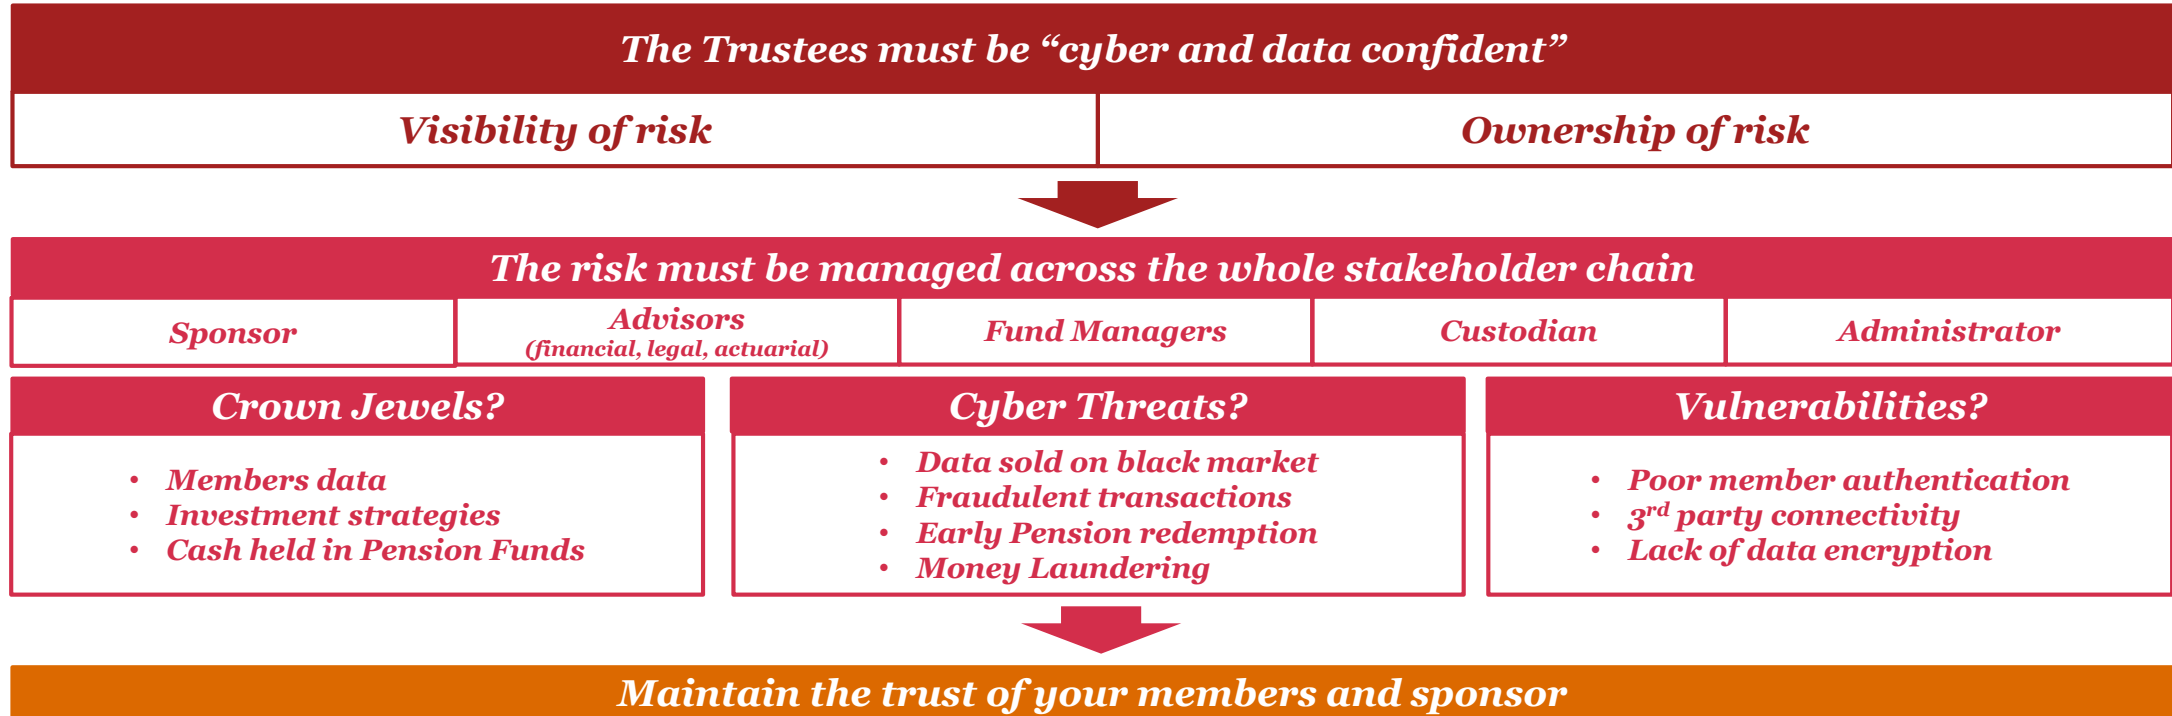 The Trustees must be “cyber and data confident”
Visibility of risk
Ownership of risk
The risk must be managed across the whole stakeholder chain
Sponsor
Advisors
(financial, legal, actuarial)
Fund Managers
Custodian
Administrator
Crown Jewels?
• Members data
• Investment strategies
• Cash held in Pension Funds
Cyber Threats?
• Data sold on black market
• Fraudulent transactions
• Early Pension redemption
• Money Laundering
Vulnerabilities?
• Poor member authentication
• 3rd party connectivity
• Lack of data encryption
Maintain the trust of your members and sponsor